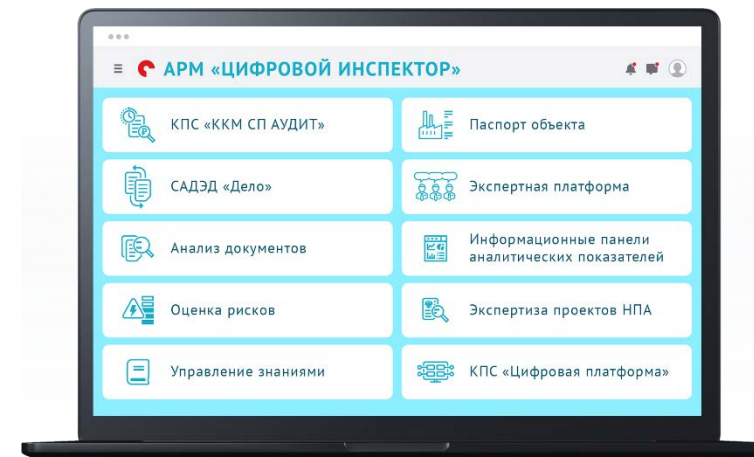 АРМ «ЦИФРОВОЙ ИНСПЕКТОР»
КПС «ККМ СП АУДИТ»
Паспорт объекта
САДЭД «Дело»
Экспертная платформа
Анализ документов
Информационные панели
аналитических показателей
Оценка рисков
Экспертиза проектов НПА
Управление знаниями
КПС «Цифровая платформа»